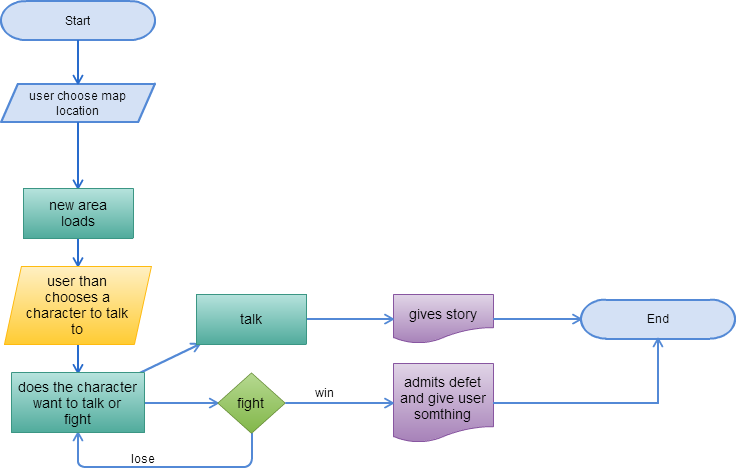 Start
user choose map
location
new area
loads
user than
chooses a
character to talk
to
does the character
want to talk or
fight
talk
gives story
End
fight
win
admits defet
and give user
somthing
lose